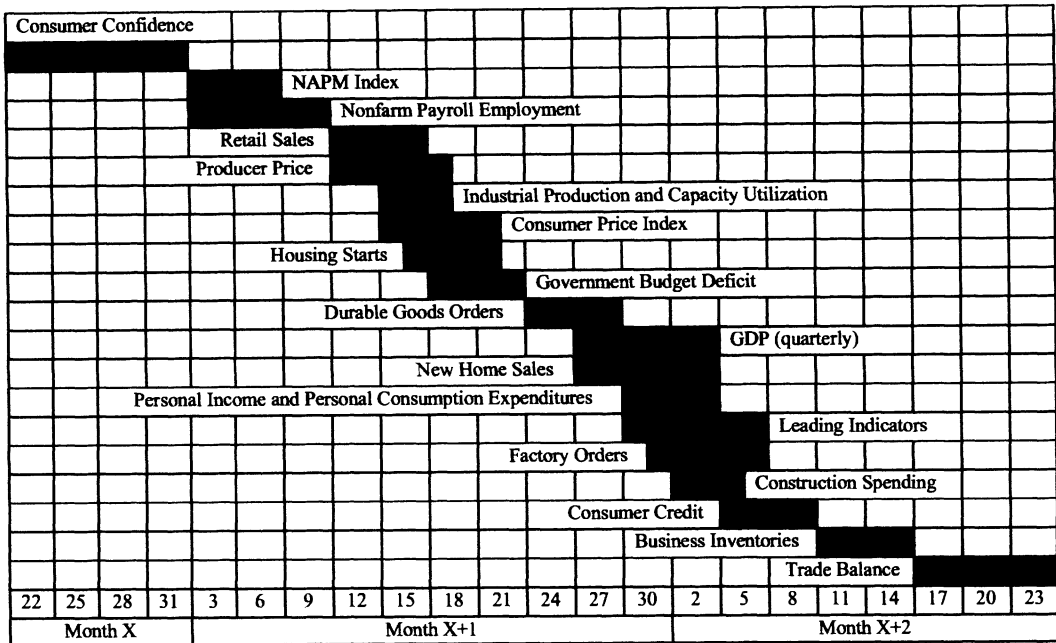 Consumer Confidence
NAPM Index
Nonfarm Payroll Employment
Retail Sales
Producer Price
Industrial Production and Capacity Utilization
Consumer Price Index
Housing Starts
Government Budget Deficit
Durable Goods Orders
GDP (quarterly)
New Home Sales
Personal Income and Personal Consumption Expenditures
Leading Indicators
Factory Orders
Construction Spending
Consumer Credit
Business Inventories
Trade Balance
22 25 28 31 3 6 9 12 15 18 21 24 27 30 2 5 8 11 14 17 20 23
Month X Month X+1 Month X+2